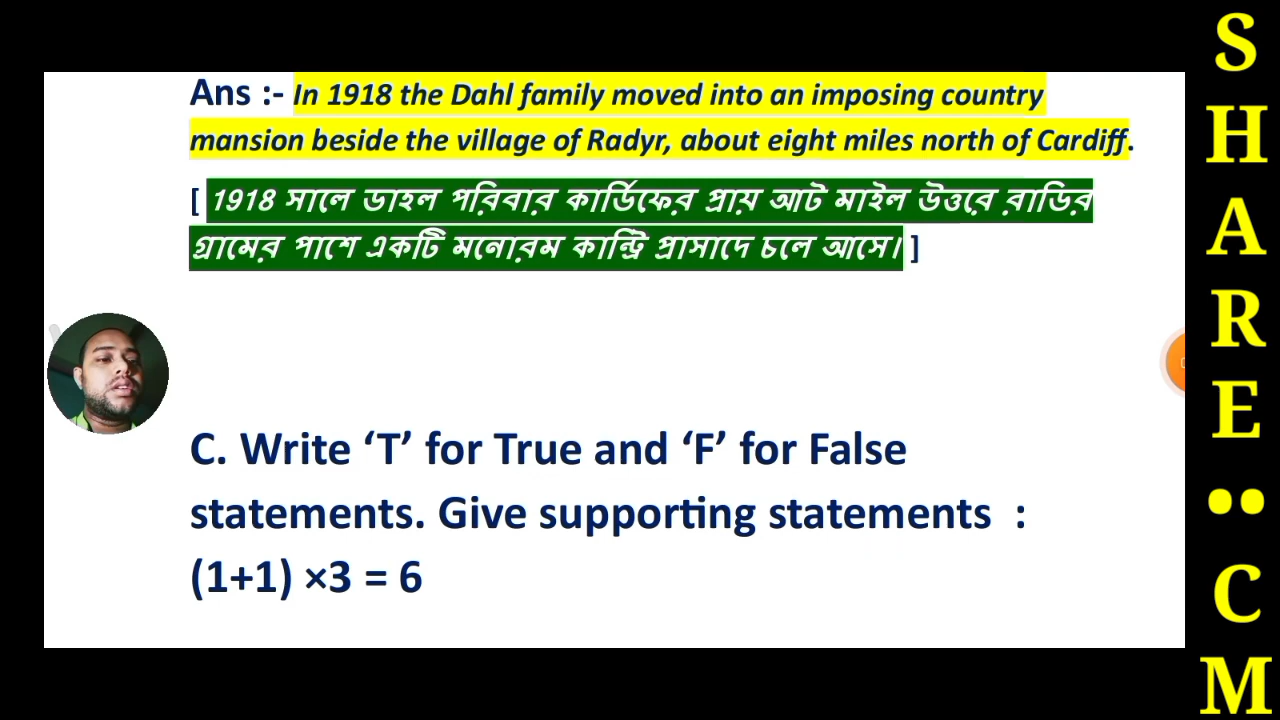 Ans :- In 1918 the Dahl family moved into an imposing country
mansion beside the village of Radyr, about eight miles north of Cardiff.
[ 1918 সালে ডাহল পরিবার কার্ডিফের প্রায় আট মাইল উত্তরে রাডির
গ্রামের পাশে একটি মনোরম কান্ট্রি প্রাসাদে চলে আসে। ]
C. Write ‘T’ for True and ‘F’ for False
statements. Give supporting statements :
(1+1) ×3 = 6
SHARE••CM